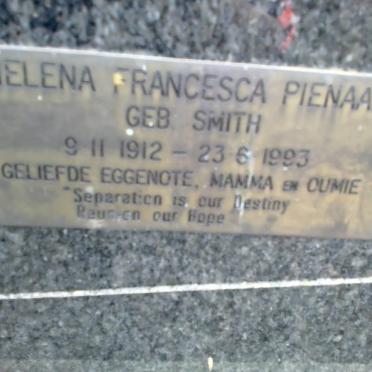 HELENA FRANCESCA PIENAA
GEB SMITH
9·11·1912 – 23·6·1993
GELIEFDE EGGENOTE, MAMMA EN OUMIE
"Separation is our Destiny
Reunion our Hope"